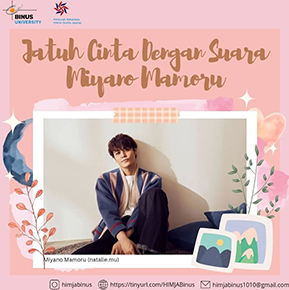 BINUS
UNIVERSITY
Jatuh Cinta Dengan Suara
Miyano Mamoru
Miyano Mamoru (natalie.mu)
himjabinus
https://tinyurl.com/HIMJABinus
himjabinus1010@gmail.com